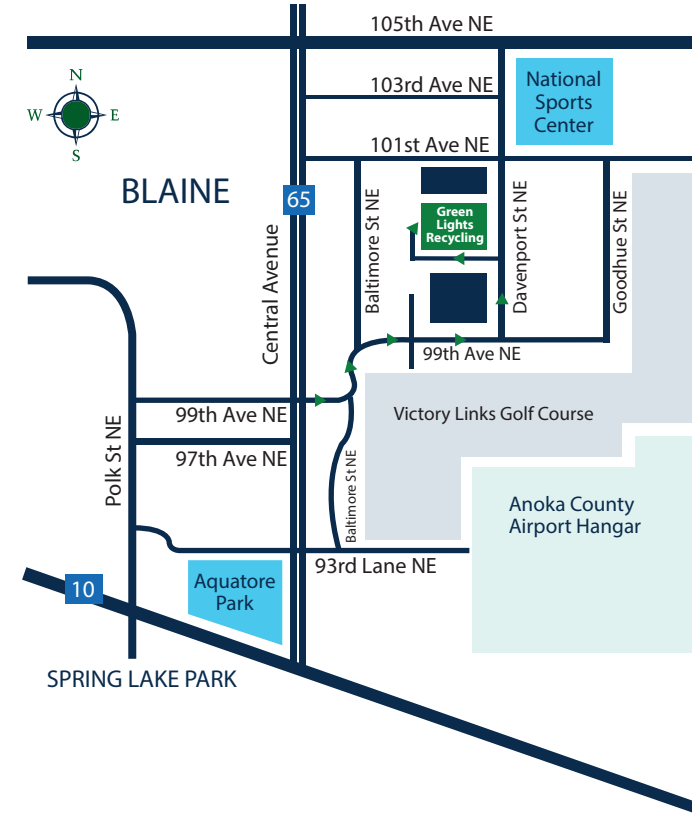 105th Ave NE
N
W
E
S
103rd Ave NE
National
Sports
Center
101st Ave NE
BLAINE
65
Central Avenue
Baltimore St NE
Green
Lights
Recycling
Davenport St NE
Goodhue St NE
99th Ave NE
99th Ave NE
Victory Links Golf Course
Polk St NE
97th Ave NE
Baltimore St NE
Anoka County
Airport Hangar
93rd Lane NE
10
Aquatore
Park
SPRING LAKE PARK